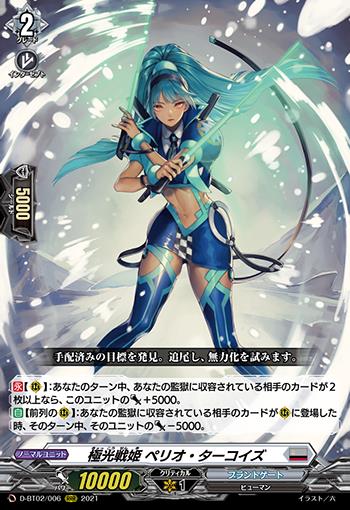 2
グレード
インターセプト
5000
シールド
手配済みの目標を発見。追尾し、無力化を試みます。
【永】【(R)】：あなたのターン中、あなたの監獄に収容されている相手のカードが2
枚以上なら、このユニットの+5000。
【自】【前列の(R)】：あなたの監獄に収容されている相手のカードが(R)に登場した
時、そのターン中、そのユニットの－5000。
ノーマルユニット
極光戦姫 ペリオ・ターコイズ
パワー
10000
クリティカル
1
ブラントゲート
ヒューマン
D-BT02/006 RRR 2021
イラスト／六